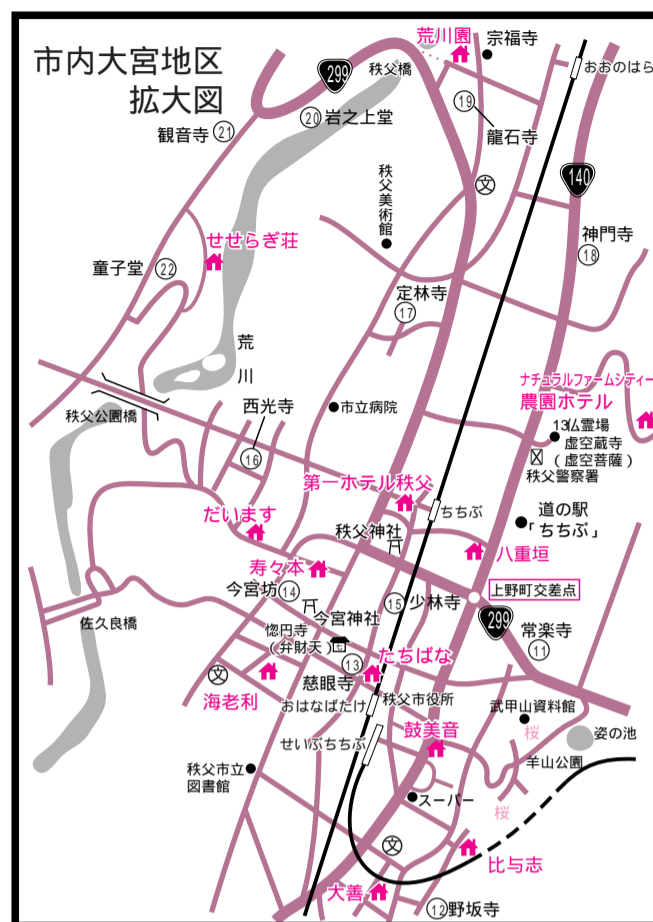 市内大宮地区
拡大図
荒川園
宗福寺
おおのはら
299
秩父橋
⑲
龍石寺
⑳
岩之上堂
観音寺
㉑
文
140
秩父美術館
神門寺
⑱
せせらぎ荘
童子堂
㉒
定林寺
⑰
荒川
ナチュラルファームシティー
農園ホテル
秩父公園橋
西光寺
⑯
市立病院
13仏霊場
虚空蔵寺
(虚空菩薩)
秩父警察署
第一ホテル秩父
ちちぶ
道の駅
「ちちぶ」
だいます
秩父神社
八重垣
寿々本
今宮坊
⑭
⑮
少林寺
上野町交差点
299
常楽寺
⑪
今宮神社
佐久良橋
惣円寺
(弁財天)
⑬
慈眼寺
たちばな
文
海老利
おはなばたけ
秩父市役所
武甲山資料館
桜
姿の池
せいぶちちぶ
鼓美音
羊山公園
秩父市立
図書館
スーパー
桜
文
比与志
大善
⑫
野坂寺